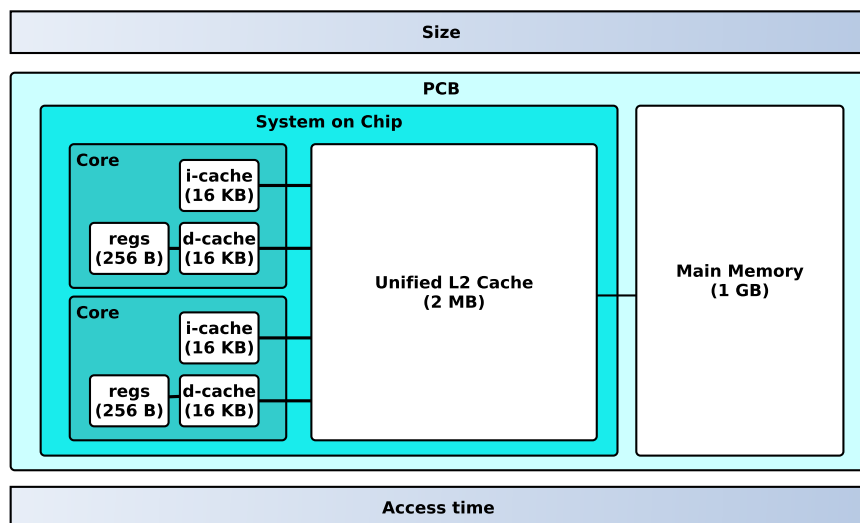 Size
PCB
System on Chip
Core
i-cache
(16 KB)
regs
(256 B)
d-cache
(16 KB)
Core
i-cache
(16 KB)
regs
(256 B)
d-cache
(16 KB)
Unified L2 Cache
(2 MB)
Main Memory
(1 GB)
Access time